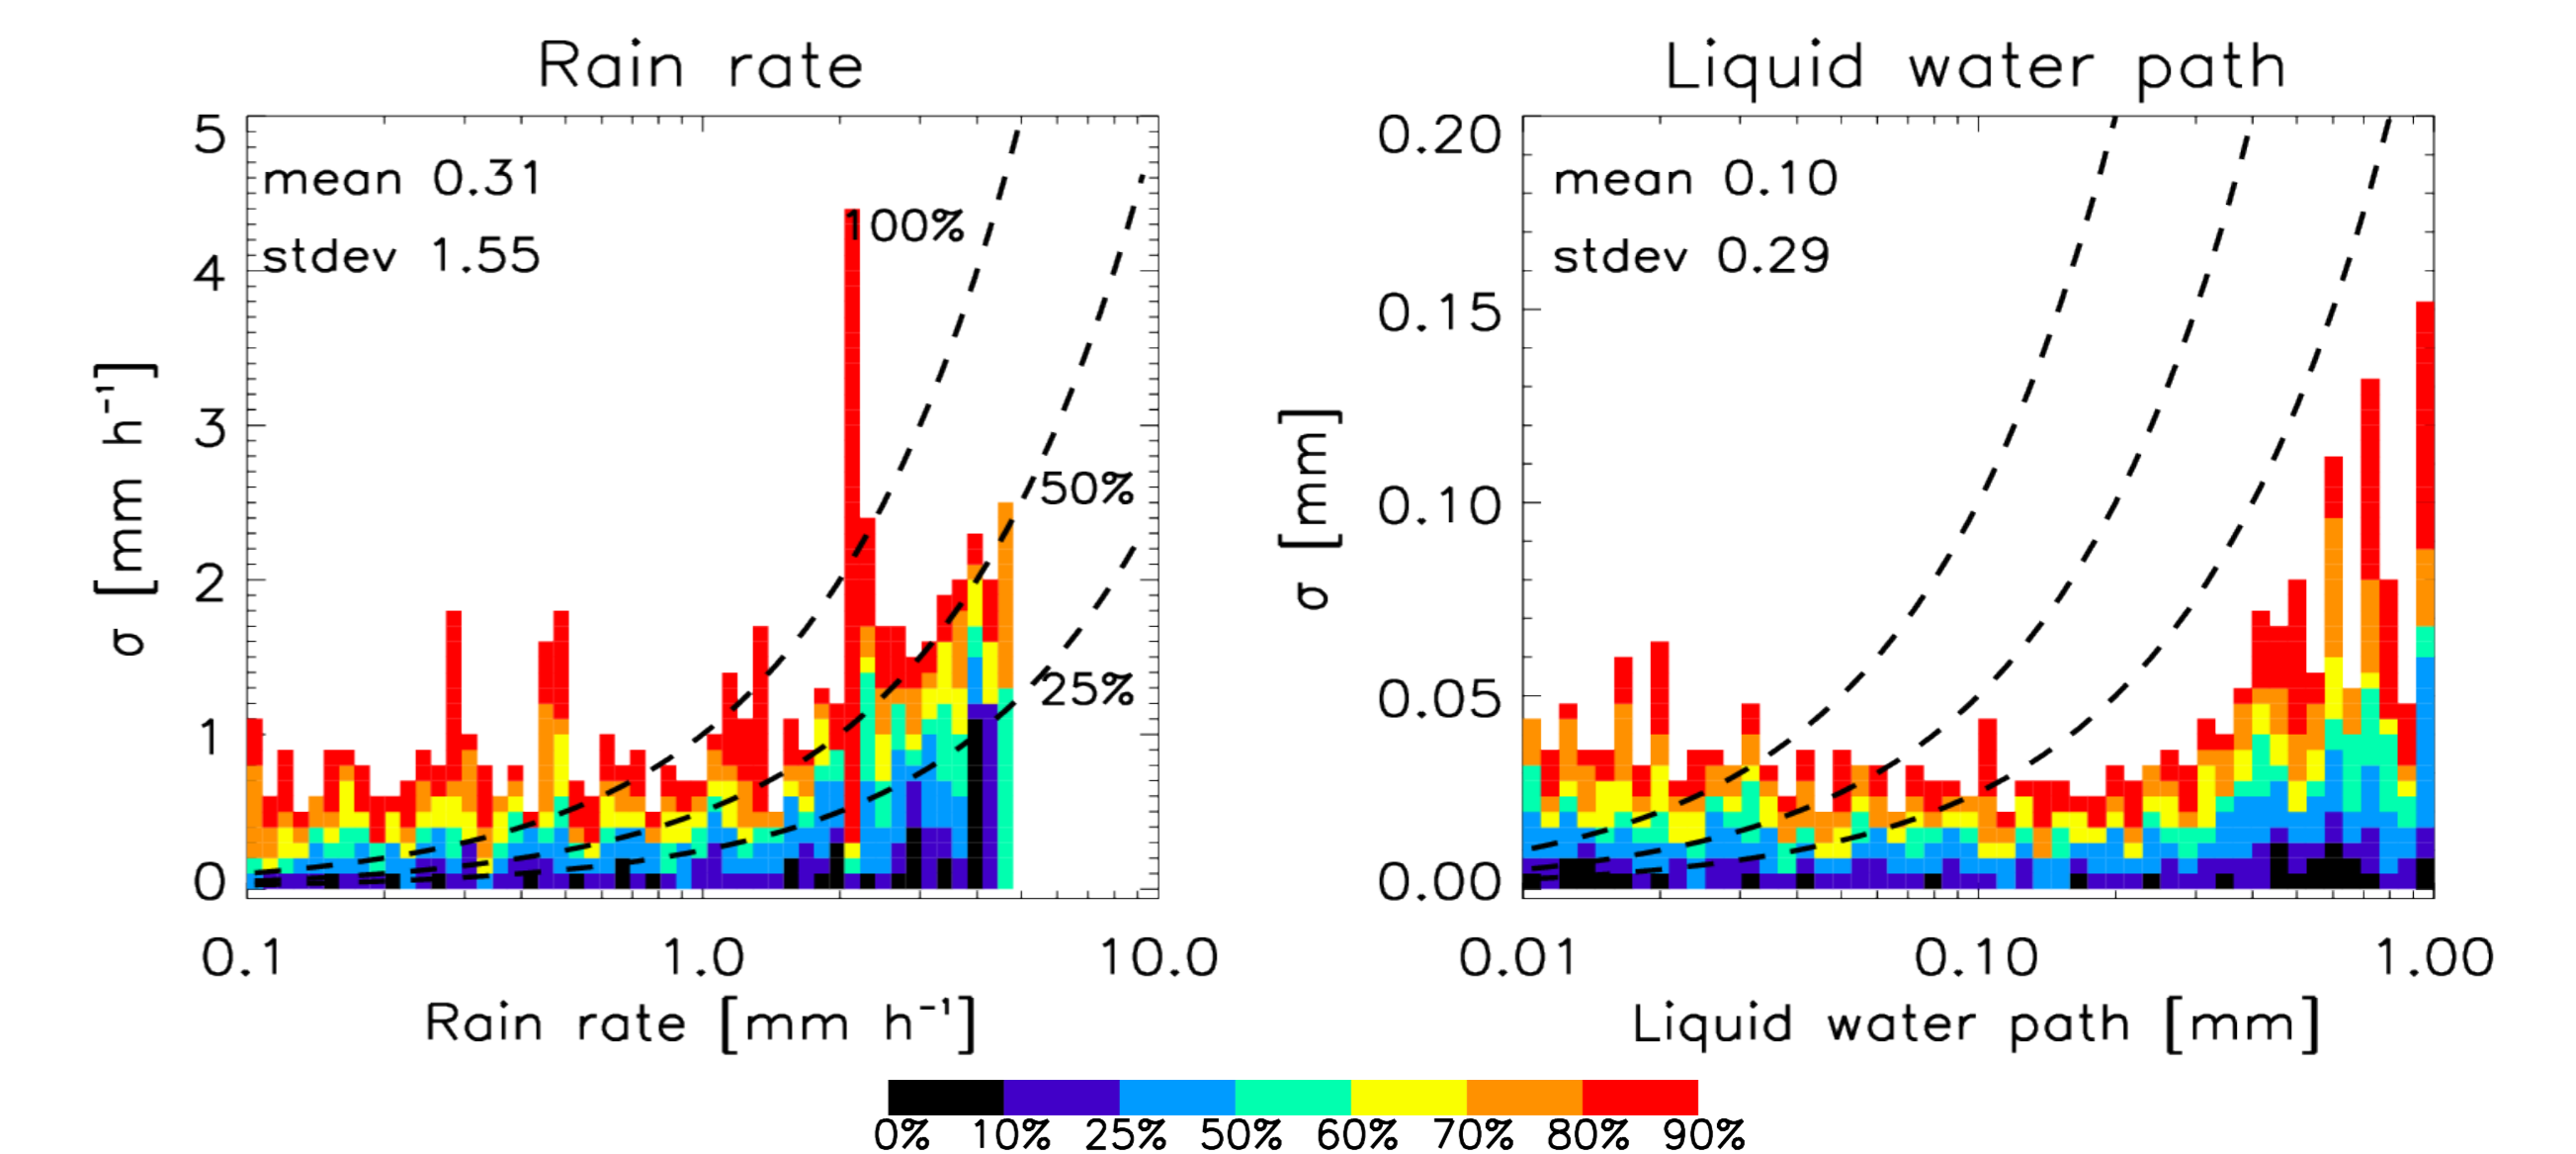 Rain rate
5
4
3
2
1
0
mean 0.31
stdev 1.55
100%
50%
25%
σ [mm h⁻¹]
0.1 1.0 10.0
Rain rate [mm h⁻¹]
Liquid water path
0.20
0.15
0.10
0.05
0.00
mean 0.10
stdev 0.29
σ [mm]
0.01 0.10 1.00
Liquid water path [mm]
0% 10% 25% 50% 60% 70% 80% 90%